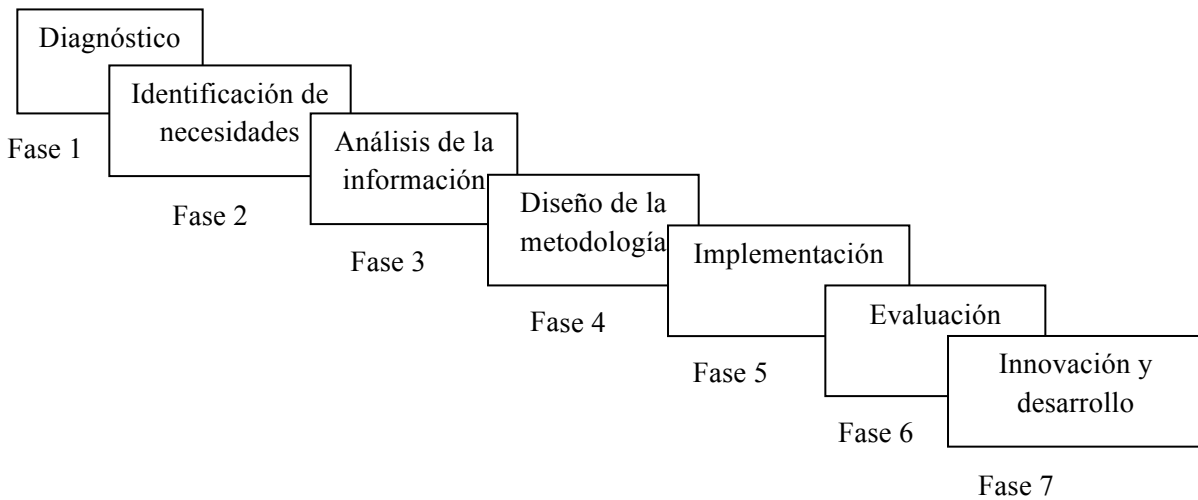 Diagnóstico
Fase 1
Identificación de
necesidades
Fase 2
Análisis de la
información
Fase 3
Diseño de la
metodología
Fase 4
Implementación
Fase 5
Evaluación
Fase 6
Innovación y
desarrollo
Fase 7